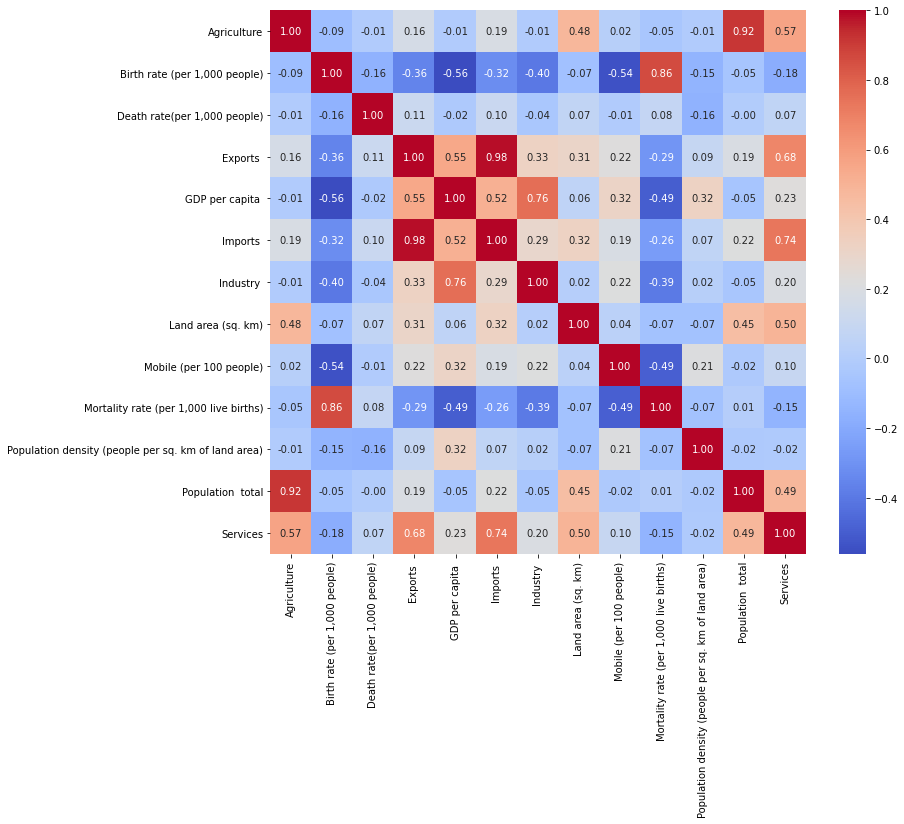 Agriculture 1.00 -0.09 -0.01 0.16 -0.01 0.19 -0.01 0.48 0.02 -0.05 -0.01 0.92 0.57
Birth rate (per 1,000 people) -0.09 1.00 -0.16 -0.36 -0.56 -0.32 -0.40 -0.07 -0.54 0.86 -0.15 -0.05 -0.18
Death rate(per 1,000 people) -0.01 -0.16 1.00 0.11 -0.02 0.10 -0.04 0.07 -0.01 0.08 -0.16 -0.00 0.07
Exports 0.16 -0.36 0.11 1.00 0.55 0.98 0.33 0.31 0.22 -0.29 0.09 0.19 0.68
GDP per capita -0.01 -0.56 -0.02 0.55 1.00 0.52 0.76 0.06 0.32 -0.49 0.32 -0.05 0.23
Imports 0.19 -0.32 0.10 0.98 0.52 1.00 0.29 0.32 0.19 -0.26 0.07 0.22 0.74
Industry -0.01 -0.40 -0.04 0.33 0.76 0.29 1.00 0.02 0.22 -0.39 0.02 -0.05 0.20
Land area (sq. km) 0.48 -0.07 0.07 0.31 0.06 0.32 0.02 1.00 0.04 -0.07 -0.07 0.45 0.50
Mobile (per 100 people) 0.02 -0.54 -0.01 0.22 0.32 0.19 0.22 0.04 1.00 -0.49 0.21 -0.02 0.10
Mortality rate (per 1,000 live births) -0.05 0.86 0.08 -0.29 -0.49 -0.26 -0.39 -0.07 -0.49 1.00 -0.07 0.01 -0.15
Population density (people per sq. km of land area) -0.01 -0.15 -0.16 0.09 0.32 0.07 0.02 -0.07 0.21 -0.07 1.00 -0.02 -0.02
Population  total 0.92 -0.05 -0.00 0.19 -0.05 0.22 -0.05 0.45 -0.02 0.01 -0.02 1.00 0.49
Services 0.57 -0.18 0.07 0.68 0.23 0.74 0.20 0.50 0.10 -0.15 -0.02 0.49 1.00
Agriculture
Birth rate (per 1,000 people)
Death rate(per 1,000 people)
Exports
GDP per capita
Imports
Industry
Land area (sq. km)
Mobile (per 100 people)
Mortality rate (per 1,000 live births)
Population density (people per sq. km of land area)
Population  total
Services
1.0
0.8
0.6
0.4
0.2
0.0
−0.2
−0.4